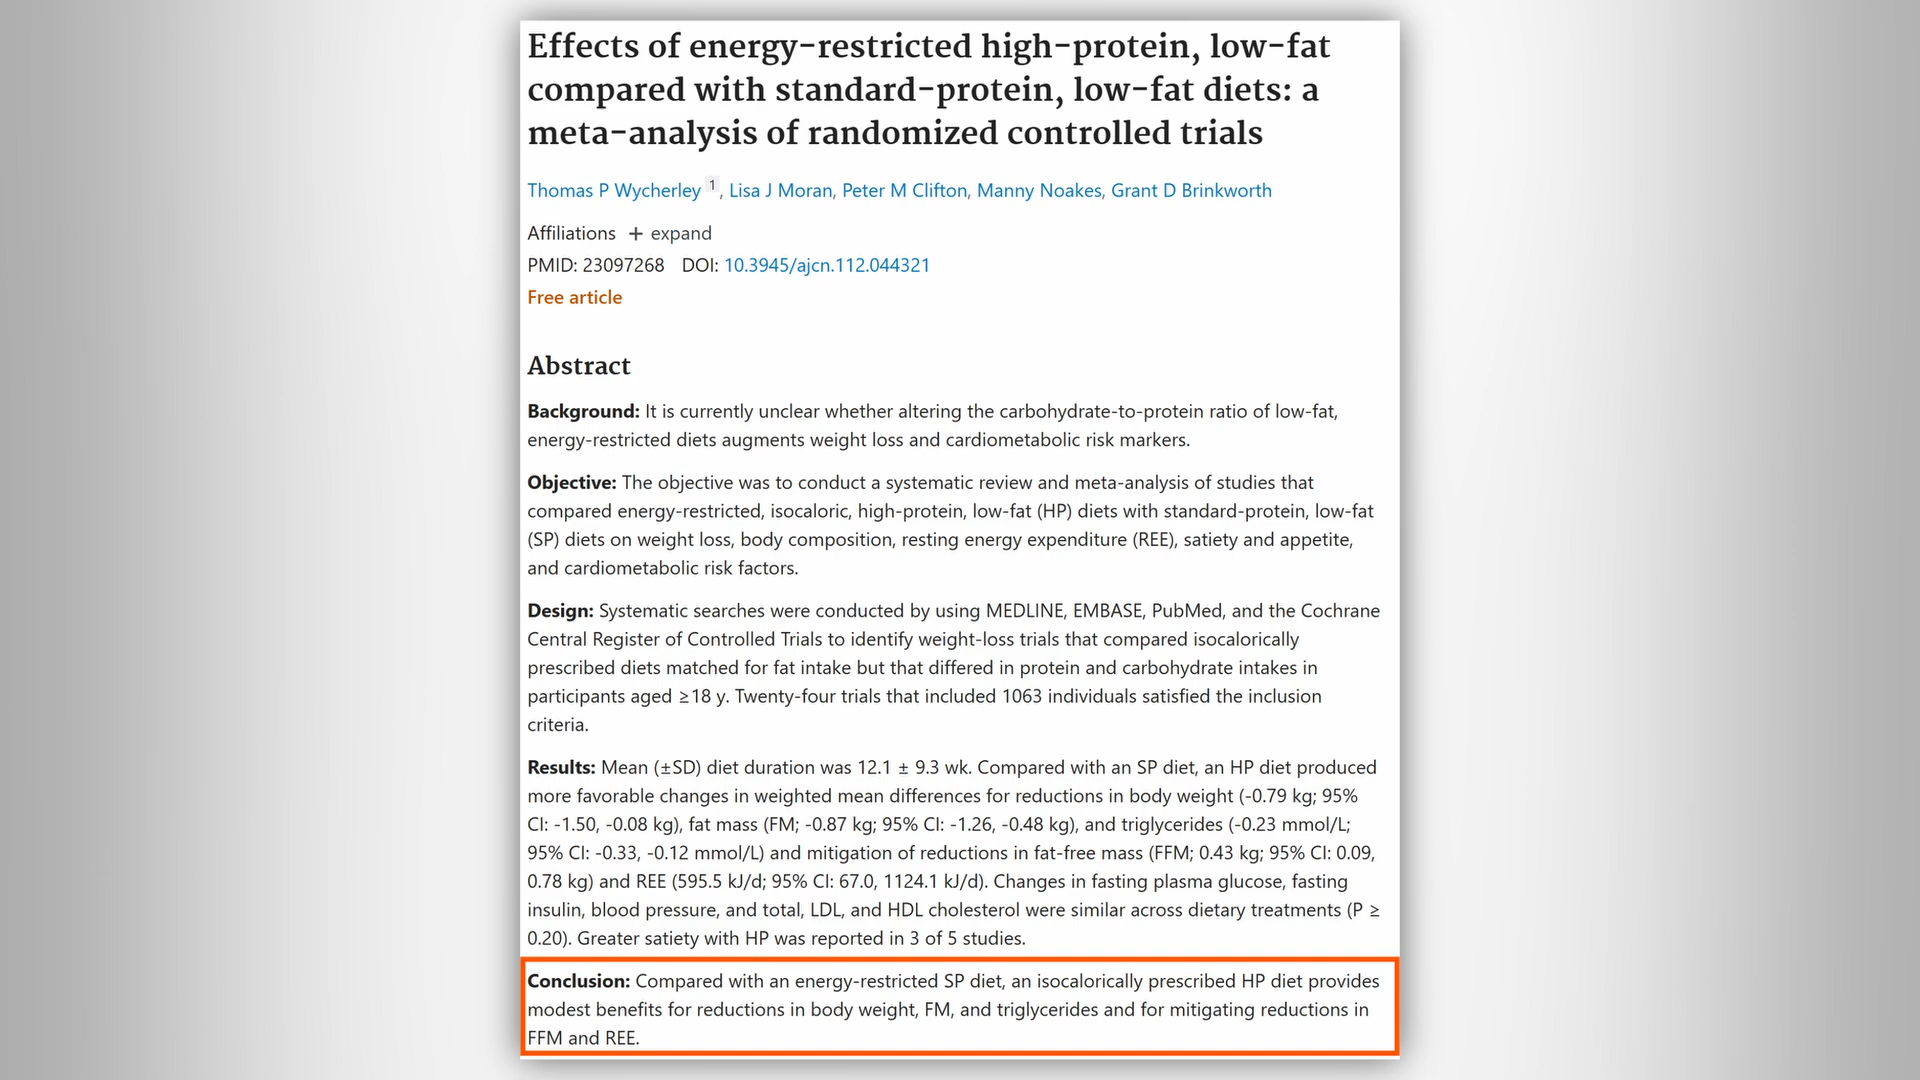 Effects of energy-restricted high-protein, low-fat
compared with standard-protein, low-fat diets: a
meta-analysis of randomized controlled trials
Thomas P Wycherley 1, Lisa J Moran, Peter M Clifton, Manny Noakes, Grant D Brinkworth
Affiliations + expand
PMID: 23097268 DOI: 10.3945/ajcn.112.044321
Free article
Abstract
Background: It is currently unclear whether altering the carbohydrate-to-protein ratio of low-fat,
energy-restricted diets augments weight loss and cardiometabolic risk markers.
Objective: The objective was to conduct a systematic review and meta-analysis of studies that
compared energy-restricted, isocaloric, high-protein, low-fat (HP) diets with standard-protein, low-fat
(SP) diets on weight loss, body composition, resting energy expenditure (REE), satiety and appetite,
and cardiometabolic risk factors.
Design: Systematic searches were conducted by using MEDLINE, EMBASE, PubMed, and the Cochrane
Central Register of Controlled Trials to identify weight-loss trials that compared isocalorically
prescribed diets matched for fat intake but that differed in protein and carbohydrate intakes in
participants aged ≥18 y. Twenty-four trials that included 1063 individuals satisfied the inclusion
criteria.
Results: Mean (±SD) diet duration was 12.1 ± 9.3 wk. Compared with an SP diet, an HP diet produced
more favorable changes in weighted mean differences for reductions in body weight (-0.79 kg; 95%
CI: -1.50, -0.08 kg), fat mass (FM; -0.87 kg; 95% CI: -1.26, -0.48 kg), and triglycerides (-0.23 mmol/L;
95% CI: -0.33, -0.12 mmol/L) and mitigation of reductions in fat-free mass (FFM; 0.43 kg; 95% CI: 0.09,
0.78 kg) and REE (595.5 kJ/d; 95% CI: 67.0, 1124.1 kJ/d). Changes in fasting plasma glucose, fasting
insulin, blood pressure, and total, LDL, and HDL cholesterol were similar across dietary treatments (P ≥
0.20). Greater satiety with HP was reported in 3 of 5 studies.
Conclusion: Compared with an energy-restricted SP diet, an isocalorically prescribed HP diet provides
modest benefits for reductions in body weight, FM, and triglycerides and for mitigating reductions in
FFM and REE.